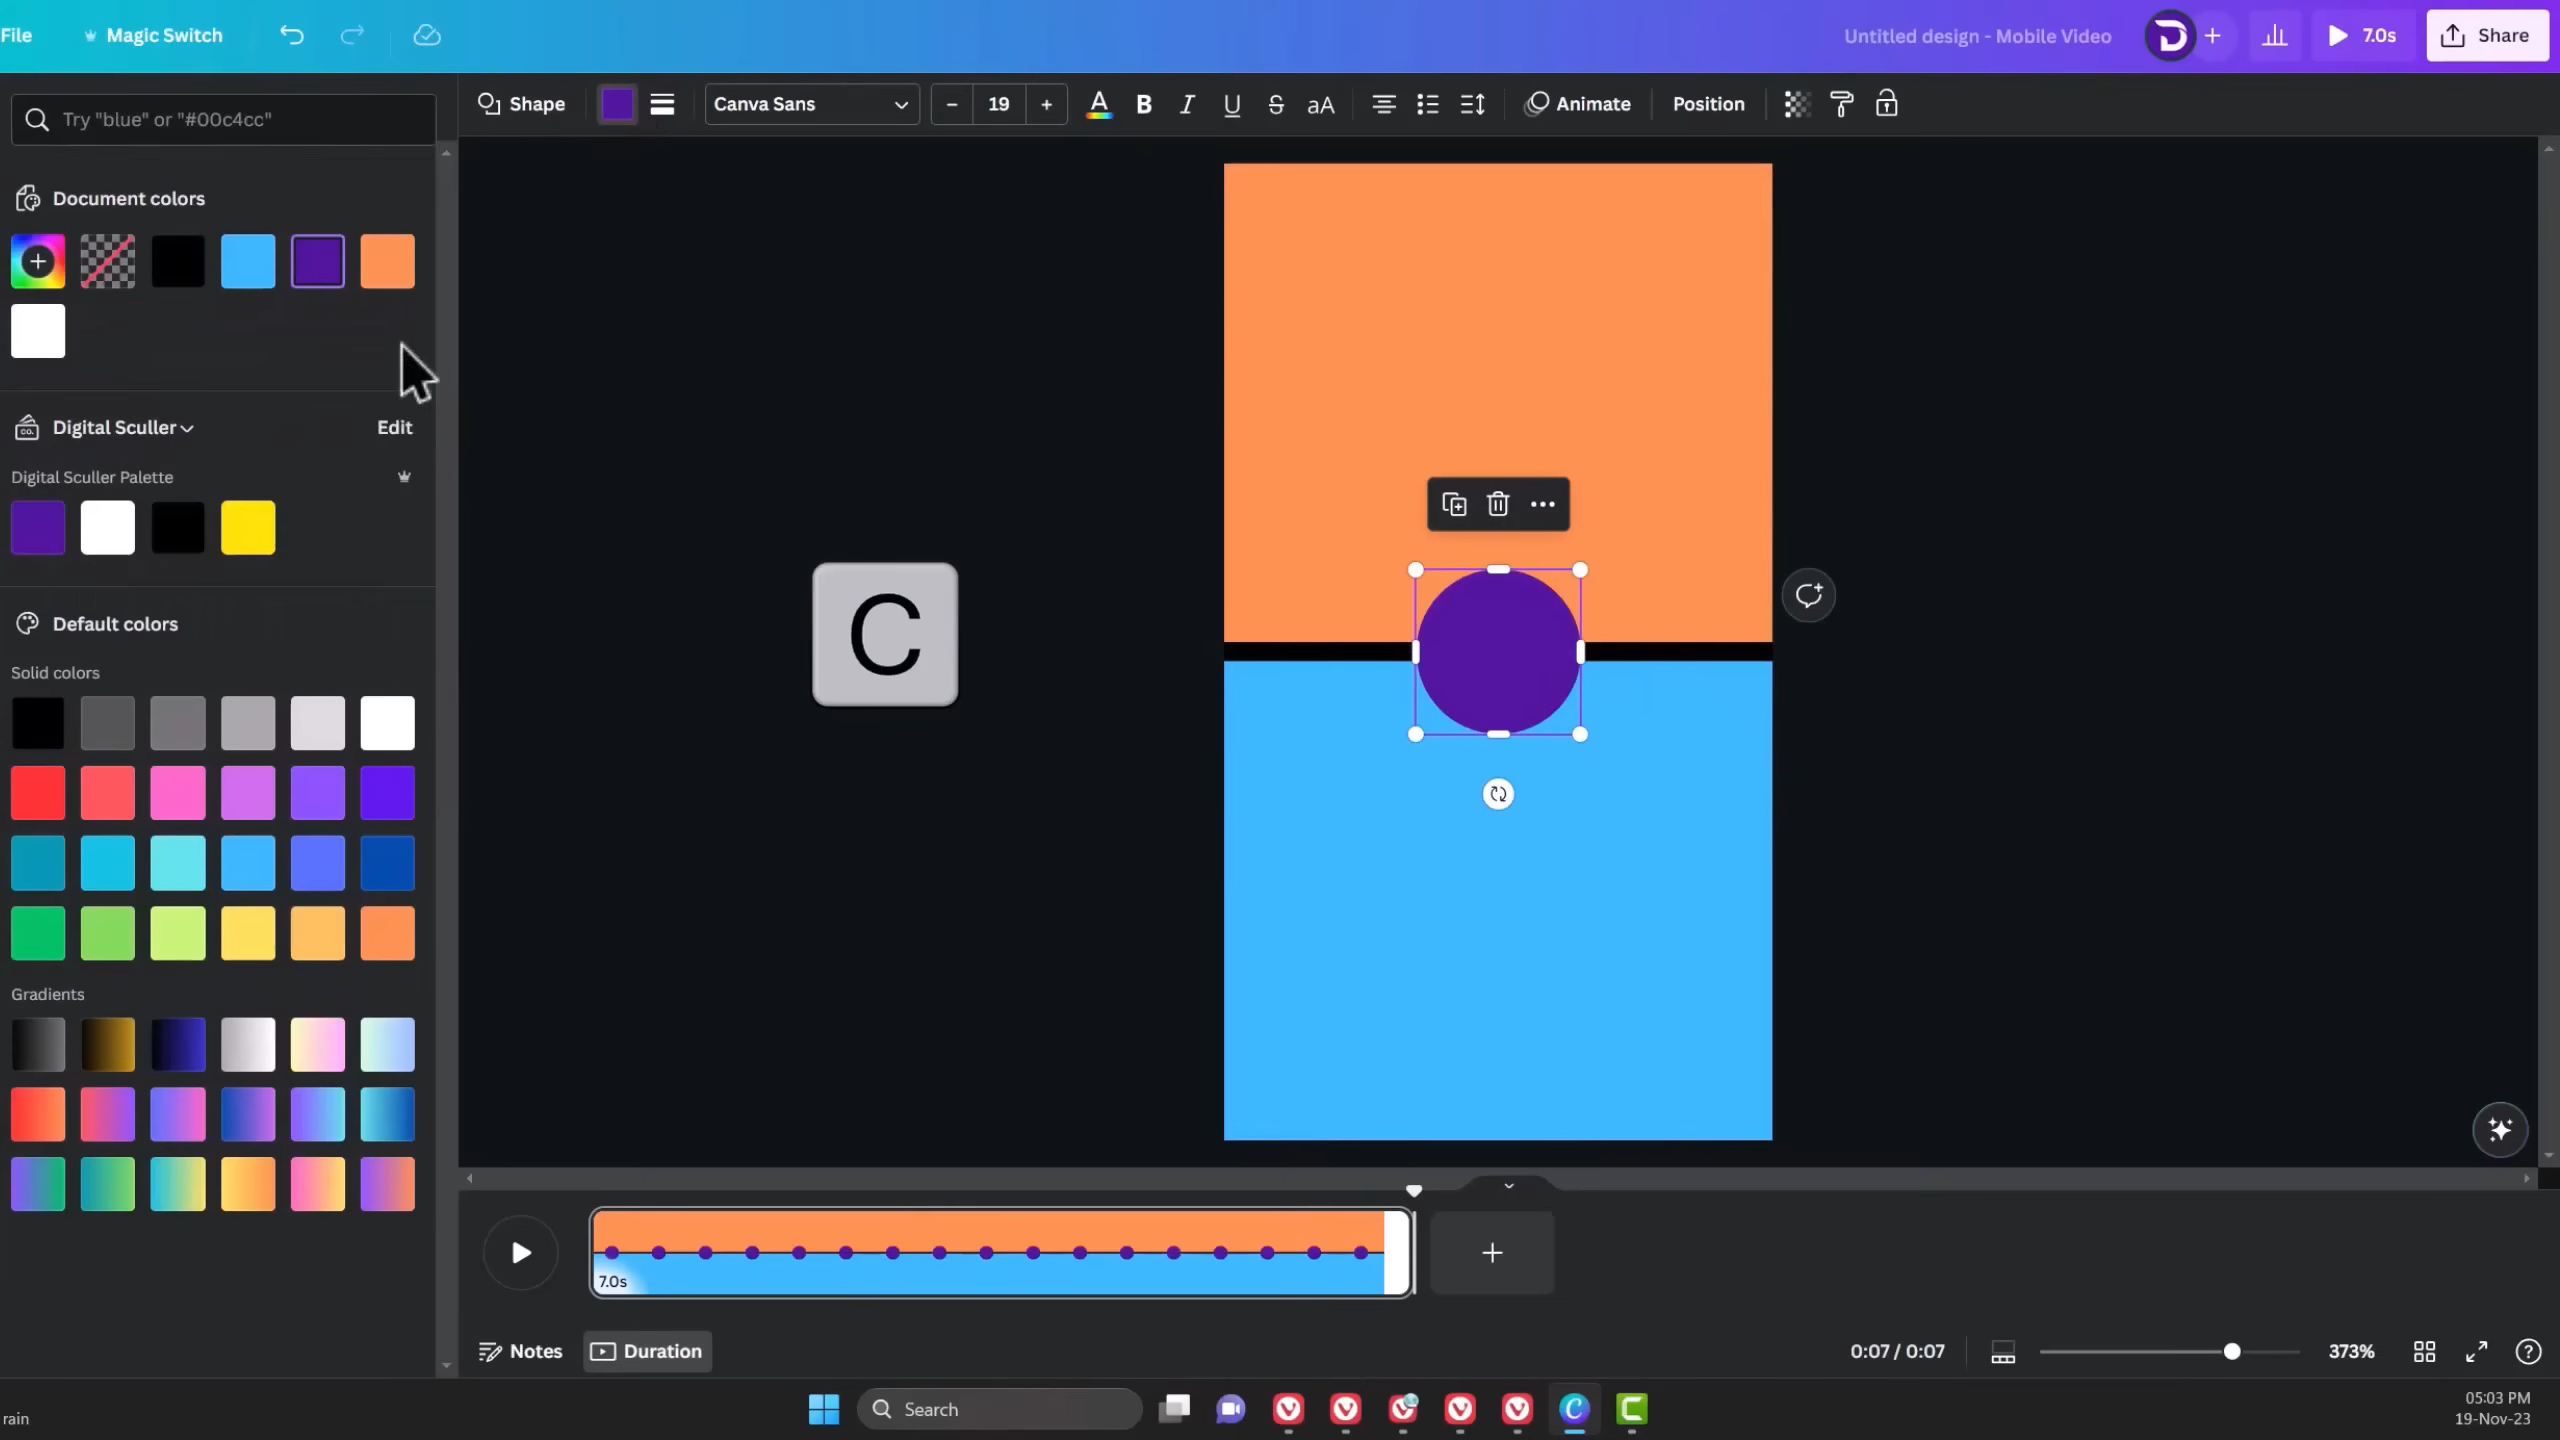 File
Magic Switch
Untitled design - Mobile Video
7.0s
Share
Try "blue" or "#00c4cc"
Shape
Canva Sans
19
A
B
I
U
S
aA
Animate
Position
Document colors
Digital Sculler
Edit
CO.
Digital Sculler Palette
Default colors
Solid colors
Gradients
C
7.0s
Notes
Duration
0:07 / 0:07
373%
rain
Search
05:03 PM
19-Nov-23